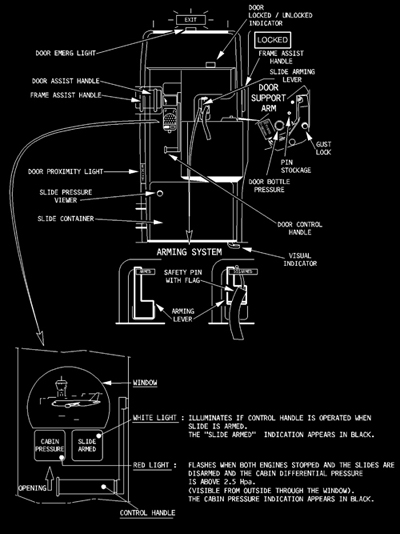 DOOR
LOCKED / UNLOCKED
INDICATOR
EXIT
LOCKED
DOOR EMERG LIGHT
FRAME ASSIST
HANDLE
SLIDE ARMING
LEVER
DOOR ASSIST HANDLE
FRAME ASSIST HANDLE
DOOR
SUPPORT
ARM
GUST
LOCK
PIN
STOCKAGE
DOOR PROXIMITY LIGHT
DOOR BOTTLE
PRESSURE
SLIDE PRESSURE
VIEWER
SLIDE CONTAINER
DOOR CONTROL
HANDLE
ARMING SYSTEM
VISUAL
INDICATOR
SAFETY PIN
WITH FLAG
ARMING
LEVER
WINDOW
WHITE LIGHT : ILLUMINATES IF CONTROL HANDLE IS OPERATED WHEN
SLIDE IS ARMED.
THE "SLIDE ARMED" INDICATION APPEARS IN BLACK.
CABIN
PRESSURE
SLIDE
ARMED
RED LIGHT : FLASHES WHEN BOTH ENGINES STOPPED AND THE SLIDES ARE
DISARMED AND THE CABIN DIFFERENTIAL PRESSURE
IS ABOVE 2.5 Hpa.
(VISIBLE FROM OUTSIDE THROUGH THE WINDOW).
THE CABIN PRESSURE INDICATION APPEARS IN BLACK.
OPENING
CONTROL HANDLE